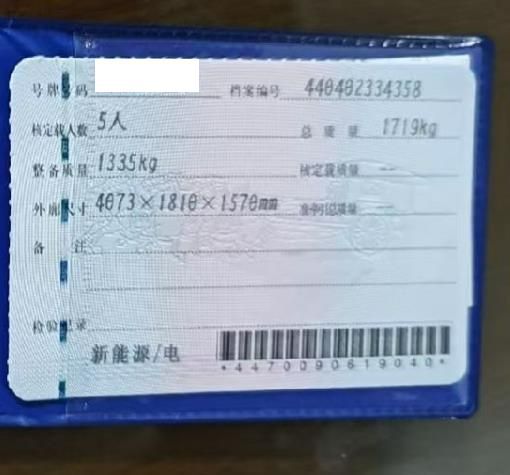 号牌号码 档案编号 440402334358
核定载人数 5人 总质量 1719kg
整备质量 1335kg 核定载质量 --
外廓尺寸 4073×1810×1570mm 准牵引总质量 --
备注
检验记录
新能源/电
*4470090619040*